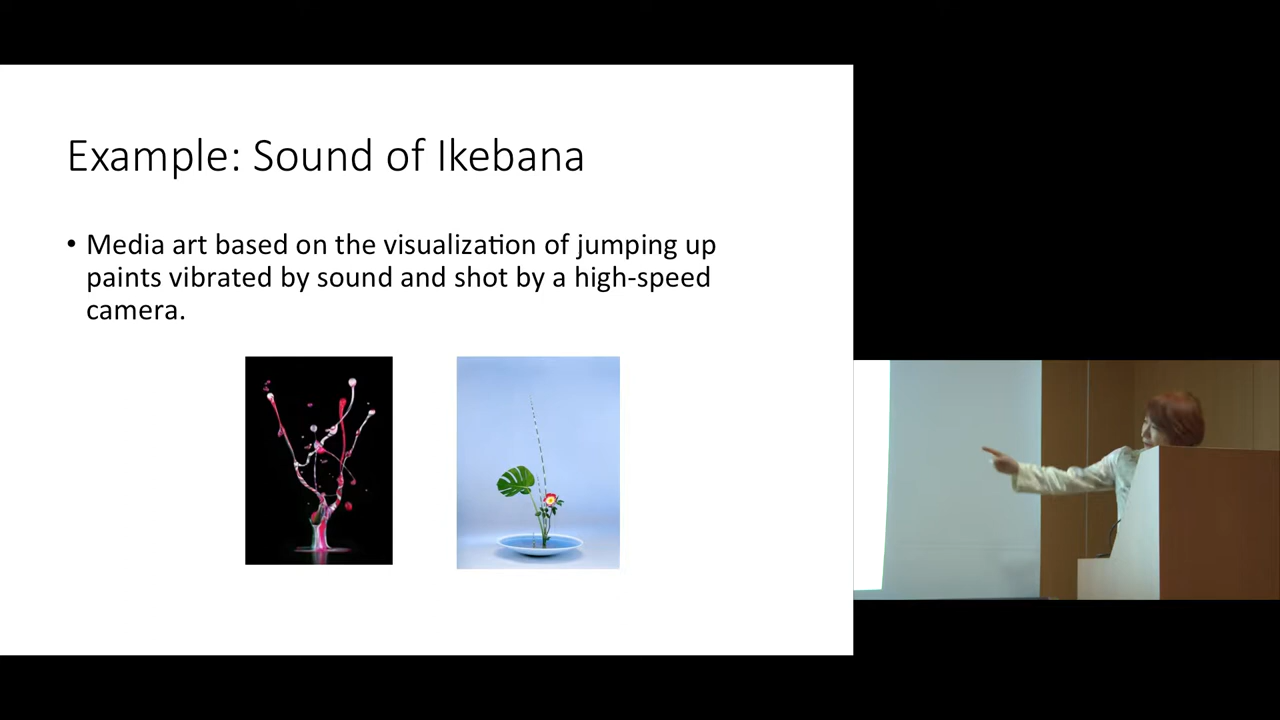 Example: Sound of Ikebana
• Media art based on the visualization of jumping up
paints vibrated by sound and shot by a high-speed
camera.